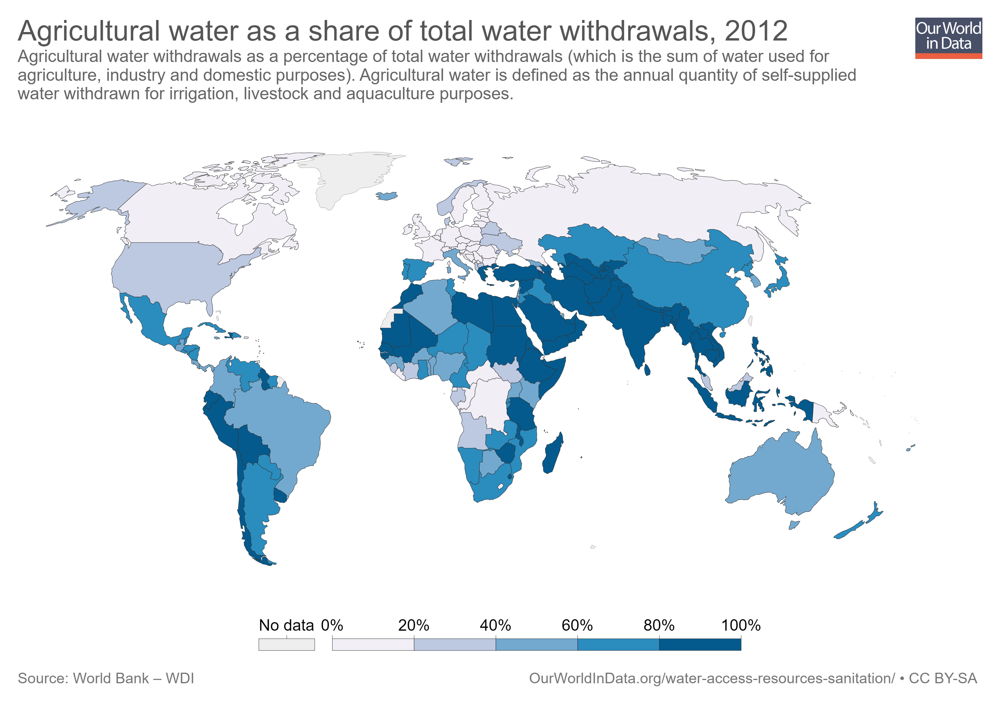 Agricultural water as a share of total water withdrawals, 2012
Our World
in Data
Agricultural water withdrawals as a percentage of total water withdrawals (which is the sum of water used for
agriculture, industry and domestic purposes). Agricultural water is defined as the annual quantity of self-supplied
water withdrawn for irrigation, livestock and aquaculture purposes.
No data 0% 20% 40% 60% 80% 100%
Source: World Bank – WDI
OurWorldInData.org/water-access-resources-sanitation/ • CC BY-SA